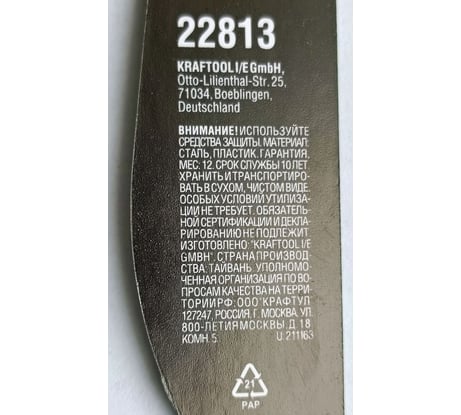 22813
KRAFTOOL I/E GmbH,
Otto-Lilienthal-Str. 25,
71034, Boeblingen,
Deutschland
ВНИМАНИЕ! ИСПОЛЬЗУЙТЕ
СРЕДСТВА ЗАЩИТЫ. МАТЕРИАЛ:
СТАЛЬ, ПЛАСТИК. ГАРАНТИЯ,
МЕС: 12. СРОК СЛУЖБЫ 10 ЛЕТ.
ХРАНИТЬ И ТРАНСПОРТИРО-
ВАТЬ В СУХОМ, ЧИСТОМ ВИДЕ.
ОСОБЫХ УСЛОВИЙ УТИЛИЗА-
ЦИИ НЕ ТРЕБУЕТ. ОБЯЗАТЕЛЬ-
НОЙ СЕРТИФИКАЦИИ И ДЕКЛА-
РИРОВАНИЮ НЕ ПОДЛЕЖИТ
ИЗГОТОВЛЕНО: "KRAFTOOL I/E
GMBH". СТРАНА ПРОИЗВОДС-
ТВА: ТАЙВАНЬ. УПОЛНОМО-
ЧЕННАЯ ОРГАНИЗАЦИЯ ПО ВО-
ПРОСАМ КАЧЕСТВА НА ТЕРРИ-
ТОРИИ РФ: ООО КРАФТУЛ
127247, РОССИЯ, Г. МОСКВА, УЛ.
800-ЛЕТИЯ МОСКВЫ, Д. 18
КОМН. 5. U. 211163
21
PAP